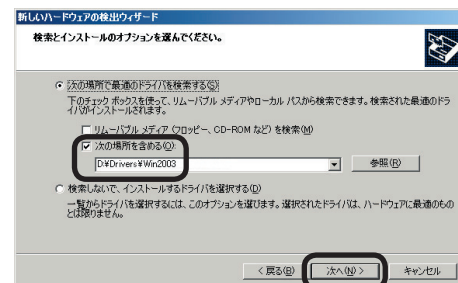 新しいハードウェアの検出ウィザード
検索とインストールのオプションを選んでください。
次の場所で最適のドライバを検索する(S)
下のチェック ボックスを使って、リムーバブル メディアやローカル パスから検索できます。検索された最適のドラ
イバがインストールされます。
リムーバブル メディア (フロッピー、CD-ROM など) を検索(M)
次の場所を含める(O):
D:¥Drivers¥Win2003
参照(R)
検索しないで、インストールするドライバを選択する(D)
一覧からドライバを選択するには、このオプションを選びます。選択されたドライバは、ハードウェアに最適のもの
とは限りません。
< 戻る(B)
次へ(N) >
キャンセル